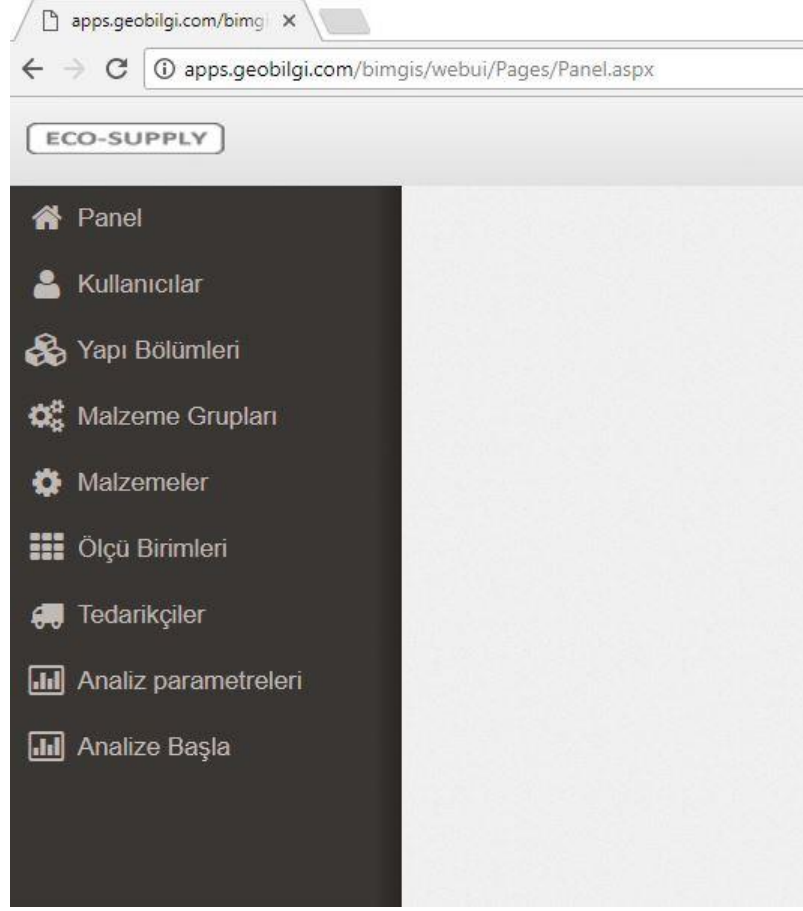 apps.geobilgi.com/bimgi
apps.geobilgi.com/bimgis/webui/Pages/Panel.aspx
ECO-SUPPLY
Panel
Kullanıcılar
Yapı Bölümleri
Malzeme Grupları
Malzemeler
Ölçü Birimleri
Tedarikçiler
Analiz parametreleri
Analize Başla